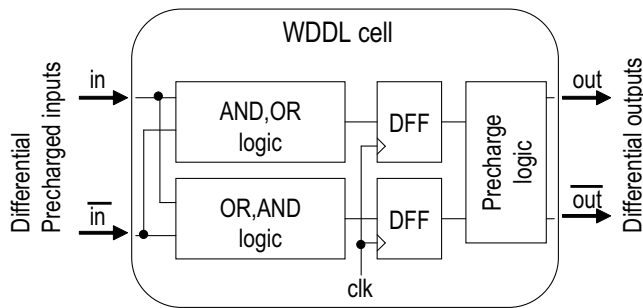 WDDL cell
Differential
Precharged inputs
in
in
AND,OR
logic
DFF
OR,AND
logic
DFF
clk
Precharge
logic
out
out
Differential outputs